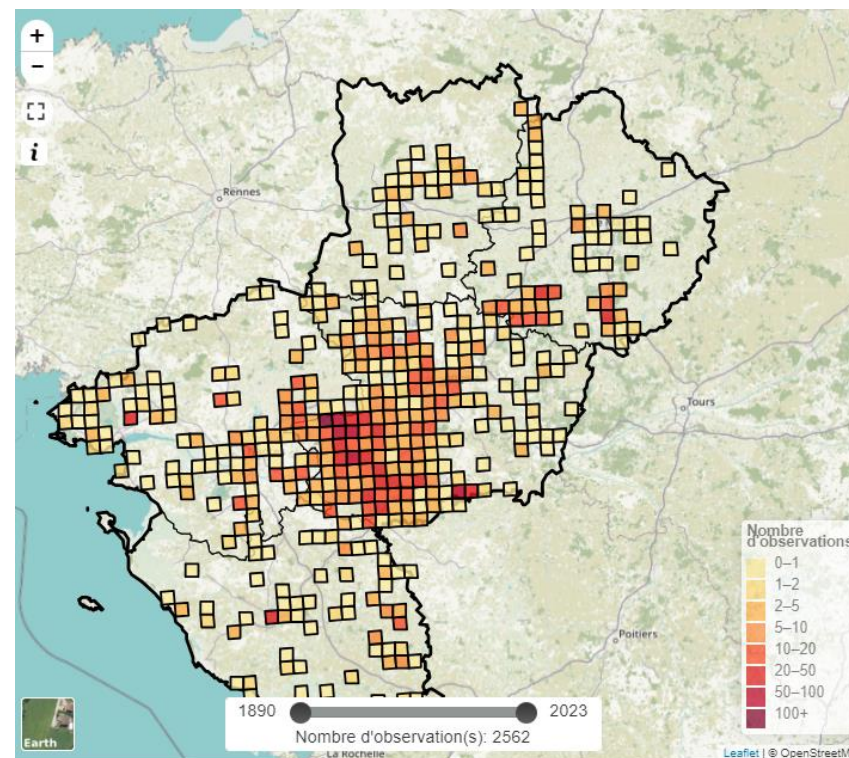 +
−
i
Rennes
Tours
Poitiers
Nombre
d'observations
0–1
1–2
2–5
5–10
10–20
20–50
50–100
100+
1890
2023
Nombre d'observation(s): 2562
Earth
La Rochelle
Leaflet | © OpenStreetM